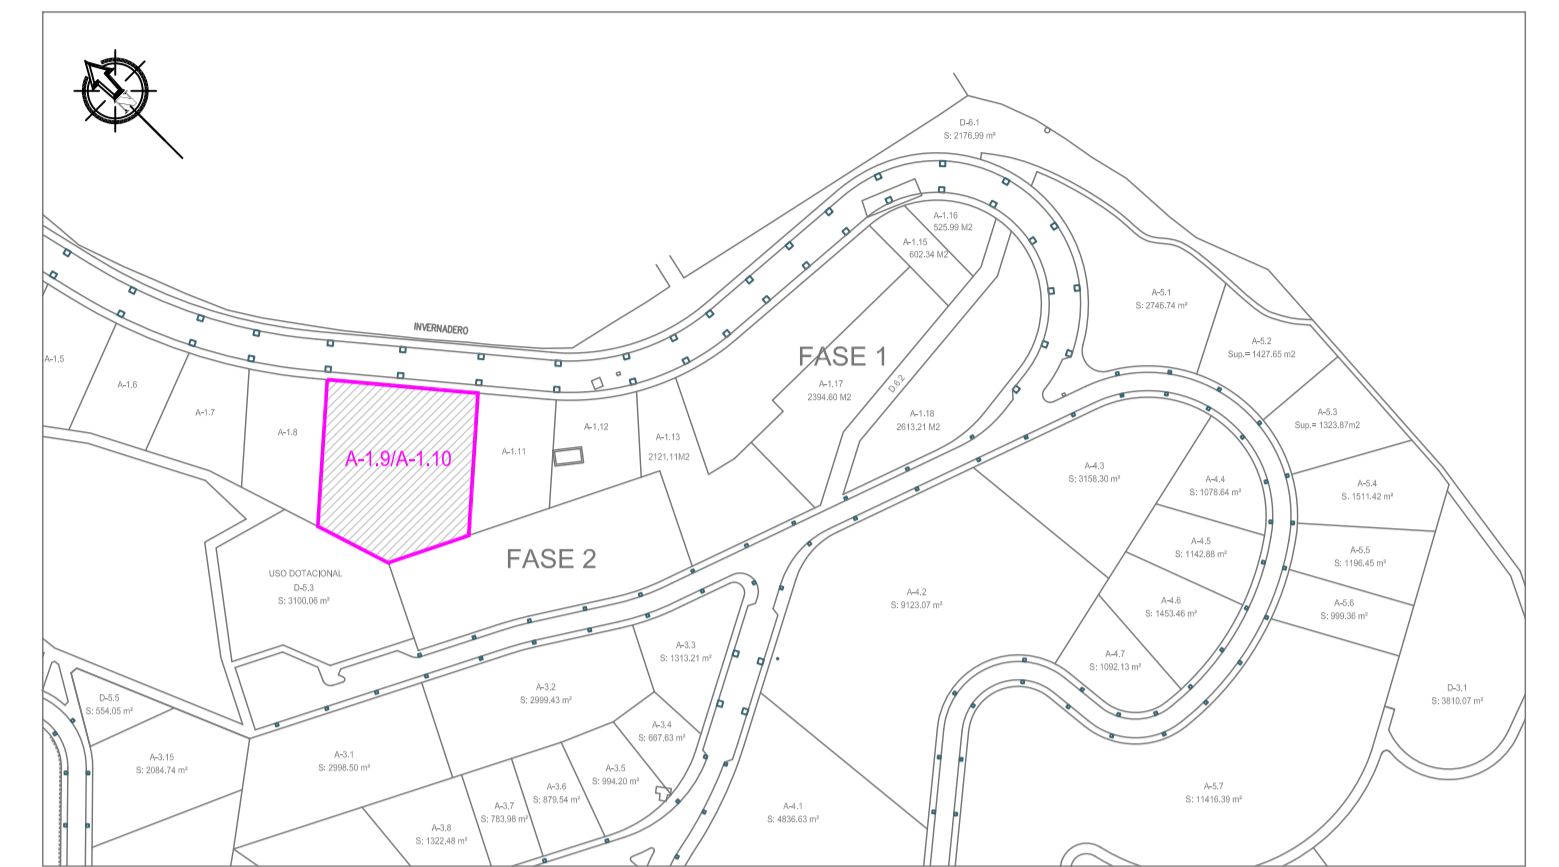 D-6.1
S: 2176,99 m²
A-1.16
525.99 M2
A-1.15
602.34 M2
A-5.1
S: 2746.74 m²
INVERNADERO
A-5.2
Sup.= 1427.65 m2
FASE 1
A-1.5
A-1.6
A-1.7
A-1.8
A-1.9/A-1.10
A-1.11
A-1.12
A-1.13
2121.11M2
A-1.17
2394.60 M2
D.6.2
A-1.18
2613.21 M2
A-5.3
Sup.= 1323.87m2
A-4.3
S: 3158.30 m²
A-4.4
S: 1078.64 m²
A-5.4
S. 1511.42 m²
FASE 2
A-4.5
S: 1142.88 m²
A-5.5
S: 1196.45 m²
USO DOTACIONAL
D-5.3
S: 3100.06 m²
A-4.2
S: 9123.07 m²
A-4.6
S: 1453.46 m²
A-5.6
S: 999.36 m²
A-3.3
S: 1313.21 m²
A-4.7
S: 1092.13 m²
A-3.2
S: 2999.43 m²
D-5.5
S: 554.05 m²
D-3.1
S: 3810.07 m²
A-3.4
S: 667.63 m²
A-3.15
S: 2084.74 m²
A-3.1
S: 2998.50 m²
A-3.5
S: 994.20 m²
A-3.6
S: 879,54 m²
A-3.7
S: 783.98 m²
A-5.7
S: 11416.39 m²
A-4.1
S: 4836.63 m²
A-3.8
S: 1322.48 m²